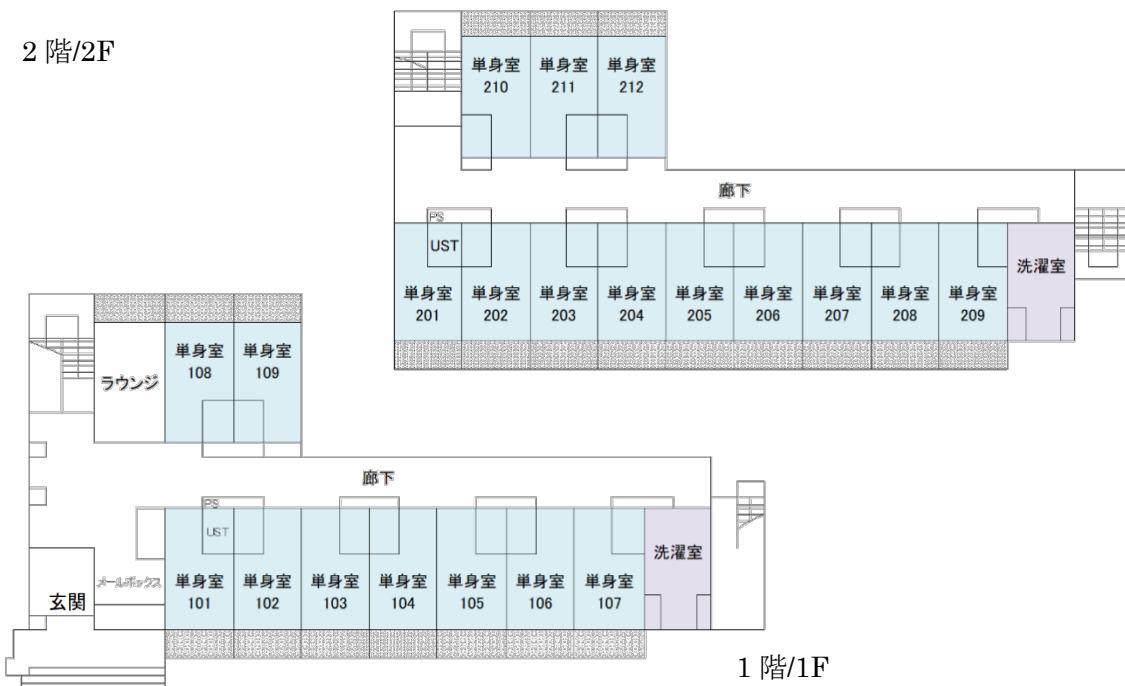 2 階/2F
単身室
210
単身室
211
単身室
212
廊下
PS
UST
単身室
201
単身室
202
単身室
203
単身室
204
単身室
205
単身室
206
単身室
207
単身室
208
単身室
209
洗濯室
ラウンジ
単身室
108
単身室
109
廊下
PS
UST
玄関
メールボックス
単身室
101
単身室
102
単身室
103
単身室
104
単身室
105
単身室
106
単身室
107
洗濯室
1 階/1F